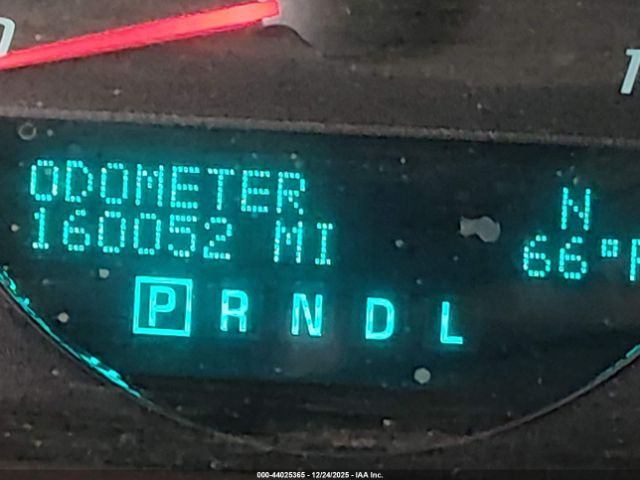 ODOMETER
160052 MI
N
66°
P R N D L
000-44025365 - 12/24/2025 - IAA Inc.